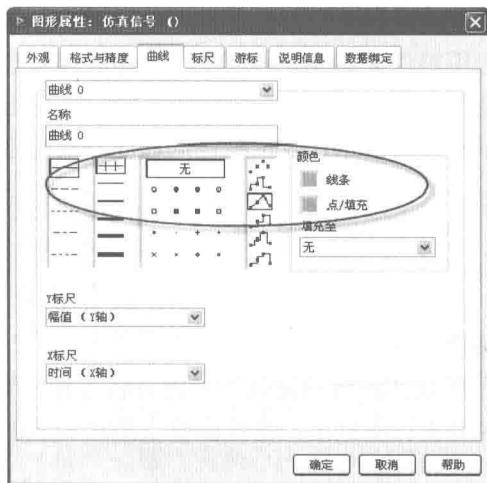 图形属性: 仿真信号 ()
外观 格式与精度 曲线 标尺 游标 说明信息 数据绑定
曲线 0
名称
曲线 0
无
颜色
线条
点/填充
填充至
无
Y标尺
幅值 (Y轴)
X标尺
时间 (X轴)
确定 取消 帮助